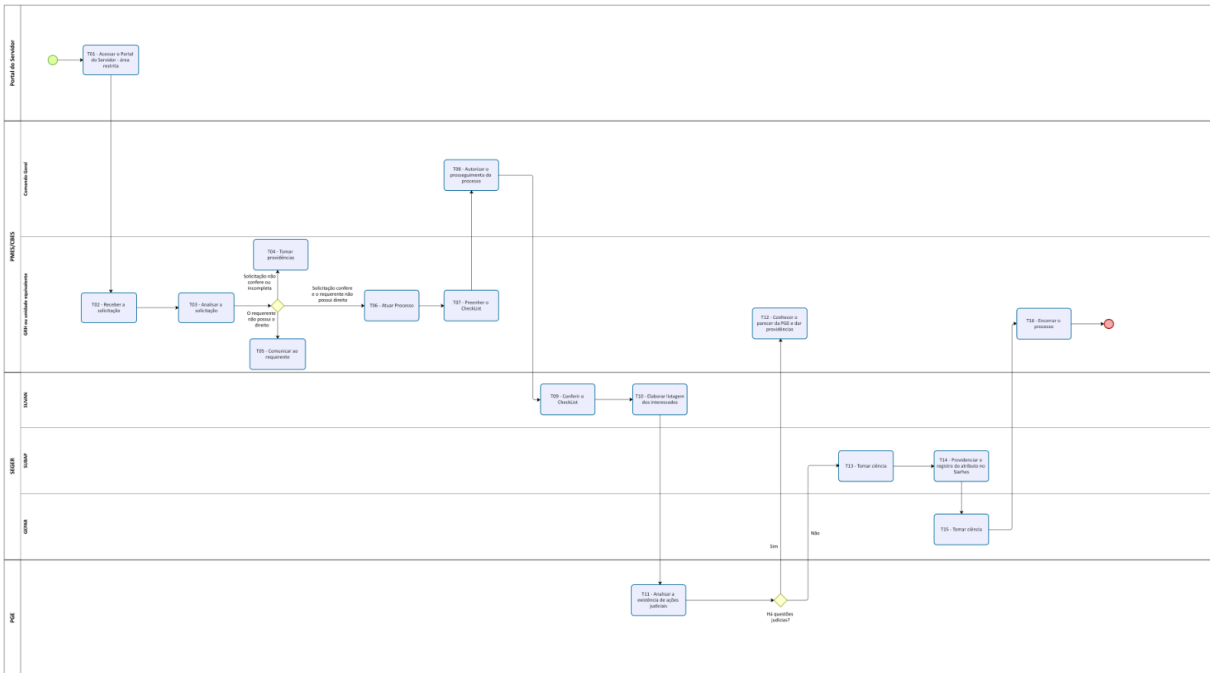 Portal do Servidor
T01 - Acessar o Portal
do Servidor - área
restrita
PMES/CBES
Comando Geral
T08 - Autorizar o
prosseguimento do
processo
GRH ou unidade equivalente
T02 - Receber a
solicitação
T03 - Analisar a
solicitação
T04 - Tomar
providências
Solicitação não
confere ou
incompleta
O requerente
não possui o
direito
T05 - Comunicar ao
requerente
Solicitação confere
e o requerente não
possui direito
T06 - Atuar Processo
T07 - Preenher o
CheckList
T12 - Conhecer o
parecer da PGE e dar
providências
T16 - Encerrar o
processo
SEGER
T09 - Conferir o
CheckList
T10 - Elaborar listagem
dos interessados
SUBAP
T13 - Tomar ciência
T14 - Providenciar o
registro do atributo no
Siarhes
T15 - Tomar ciência
Sim
Não
PGE
T11 - Analisar a
existência de ações
judiciais
Há questões
judiciais?